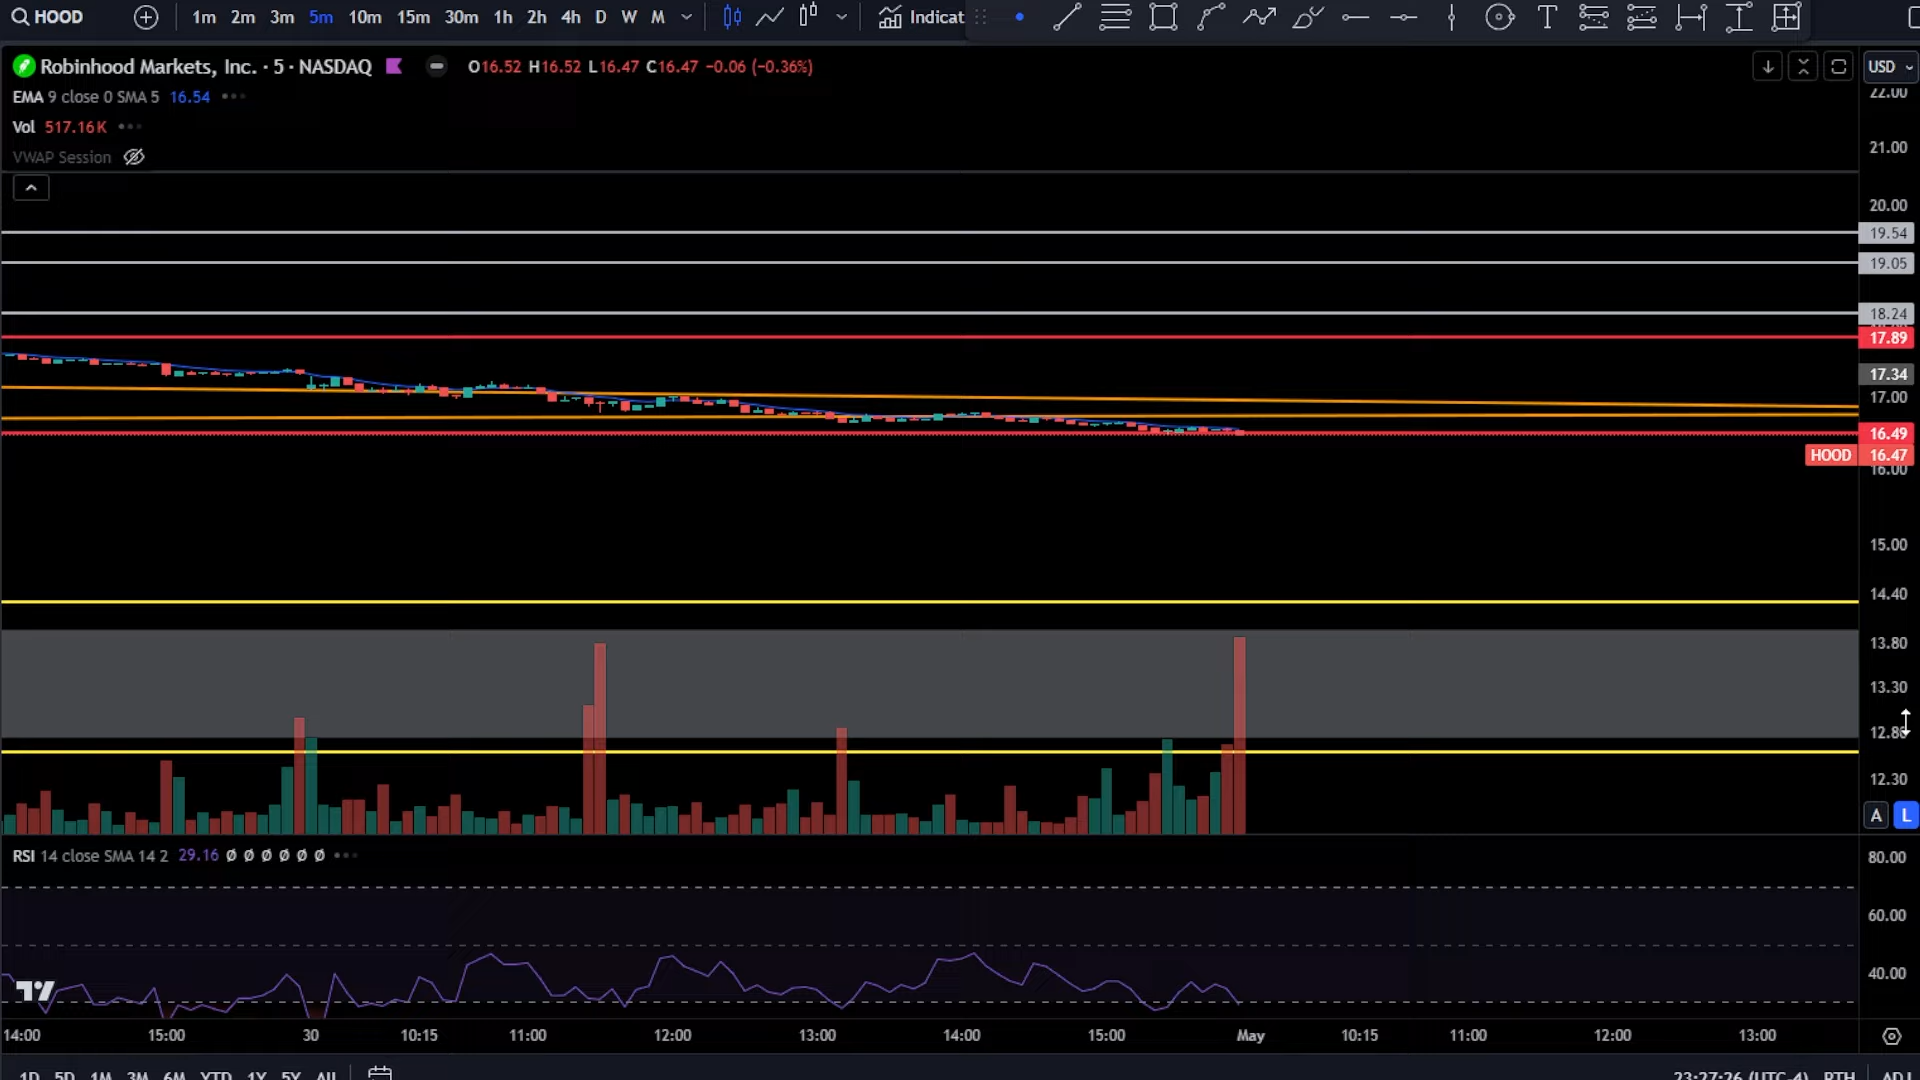 HOOD 1m 2m 3m 5m 10m 15m 30m 1h 2h 4h D W M Indicat
Robinhood Markets, Inc. · 5 · NASDAQ O16.52 H16.52 L16.47 C16.47 −0.06 (−0.36%) USD
EMA 9 close 0 SMA 5 16.54
Vol 517.16K
VWAP Session
22.00
21.00
20.00
19.54
19.05
18.24
17.89
17.34
17.00
16.49
HOOD 16.47
16.00
15.00
14.40
13.80
13.30
12.80
12.30
A L
RSI 14 close SMA 14 2 29.16 Ø Ø Ø Ø Ø Ø
80.00
60.00
40.00
14:00 15:00 30 10:15 11:00 12:00 13:00 14:00 15:00 May 10:15 11:00 12:00 13:00
1D 5D 1M 3M 6M YTD 1Y 5Y All 23:27:26 (UTC-4) RTH ADJ